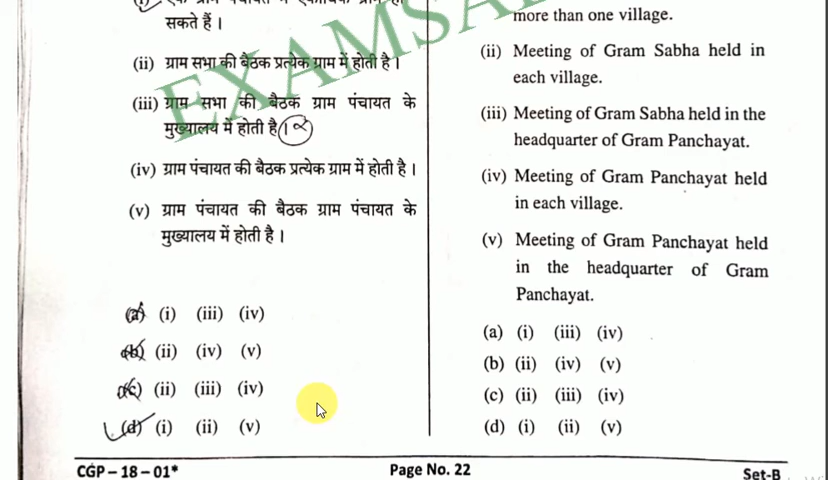 (i) एक ग्राम पंचायत में एकाधिक ग्राम हो
सकते हैं ।
(ii) ग्राम सभा की बैठक प्रत्येक ग्राम में होती है ।
(iii) ग्राम सभा की बैठक ग्राम पंचायत के
मुख्यालय में होती है ।
(iv) ग्राम पंचायत की बैठक प्रत्येक ग्राम में होती है ।
(v) ग्राम पंचायत की बैठक ग्राम पंचायत के
मुख्यालय में होती है ।
(a) (i) (iii) (iv)
(b) (ii) (iv) (v)
(c) (ii) (iii) (iv)
(d) (i) (ii) (v)
more than one village.
(ii) Meeting of Gram Sabha held in
each village.
(iii) Meeting of Gram Sabha held in the
headquarter of Gram Panchayat.
(iv) Meeting of Gram Panchayat held
in each village.
(v) Meeting of Gram Panchayat held
in the headquarter of Gram
Panchayat.
(a) (i) (iii) (iv)
(b) (ii) (iv) (v)
(c) (ii) (iii) (iv)
(d) (i) (ii) (v)
EXAMSA
CGP – 18 – 01* Page No. 22 Set-B